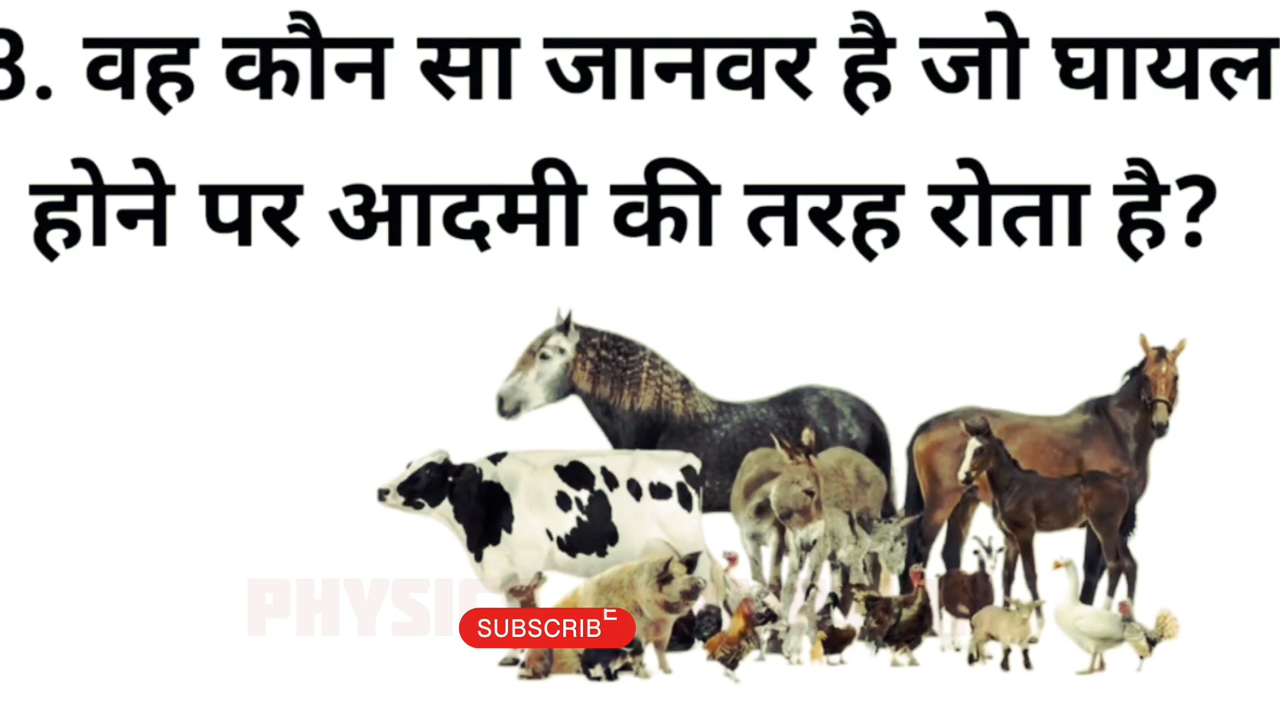 3. वह कौन सा जानवर है जो घायल
होने पर आदमी की तरह रोता है?
SUBSCRIBE